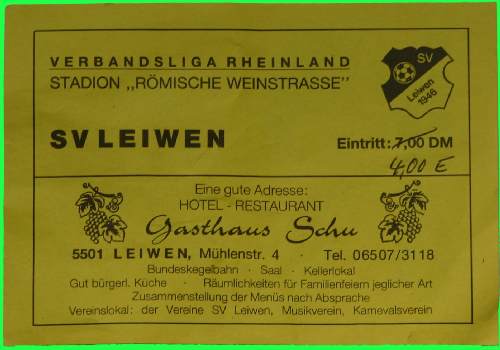 VERBANDSLIGA RHEINLAND
STADION „RÖMISCHE WEINSTRASSE"
SV
Leiwen
1946
SV LEIWEN
Eintritt: 7,00 DM
4,00 E
Eine gute Adresse:
HOTEL - RESTAURANT
Gasthaus Schu
5501 LEIWEN, Mühlenstr. 4 · Tel. 06507/3118
Bundeskegelbahn · Saal · Kellerlokal
Gut bürgerl. Küche · Räumlichkeiten für Familienfeiern jeglicher Art
Zusammenstellung der Menüs nach Absprache
Vereinslokal: der Vereine SV Leiwen, Musikverein, Karnevalsverein